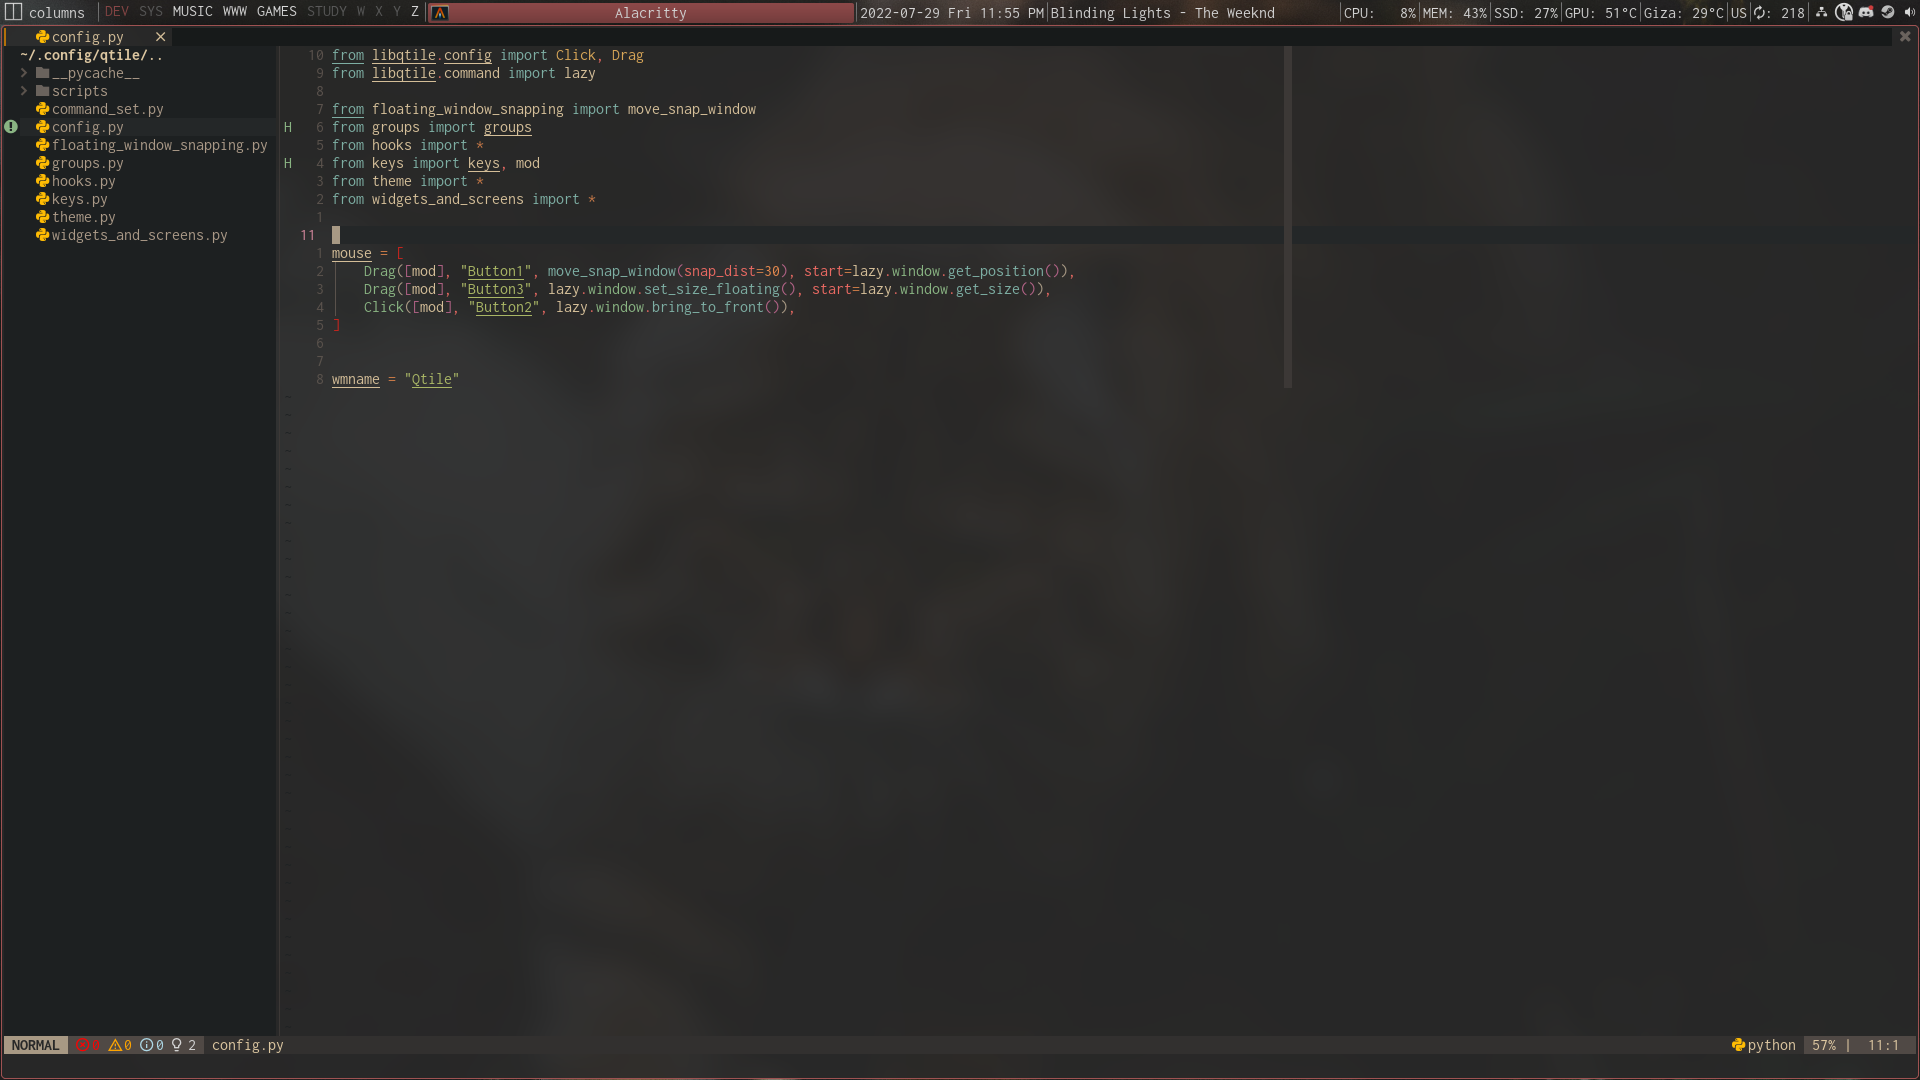 columns DEV SYS MUSIC WWW GAMES STUDY W X Y Z Alacritty 2022-07-29 Fri 11:55 PM Blinding Lights - The Weeknd CPU: 8% MEM: 43% SSD: 27% GPU: 51°C Giza: 29°C US : 218
config.py ×
~/.config/qtile/..
> __pycache__
> scripts
command_set.py
config.py
floating_window_snapping.py
groups.py
hooks.py
keys.py
theme.py
widgets_and_screens.py
10 from libqtile.config import Click, Drag
9 from libqtile.command import lazy
8
7 from floating_window_snapping import move_snap_window
H 6 from groups import groups
5 from hooks import *
H 4 from keys import keys, mod
3 from theme import *
2 from widgets_and_screens import *
1
11
1 mouse = [
2     Drag([mod], "Button1", move_snap_window(snap_dist=30), start=lazy.window.get_position()),
3     Drag([mod], "Button3", lazy.window.set_size_floating(), start=lazy.window.get_size()),
4     Click([mod], "Button2", lazy.window.bring_to_front()),
5 ]
6
7
8 wmname = "Qtile"
~
~
~
~
~
~
~
~
~
~
~
~
~
NORMAL 0 0 0 2 config.py python 57% | 11:1